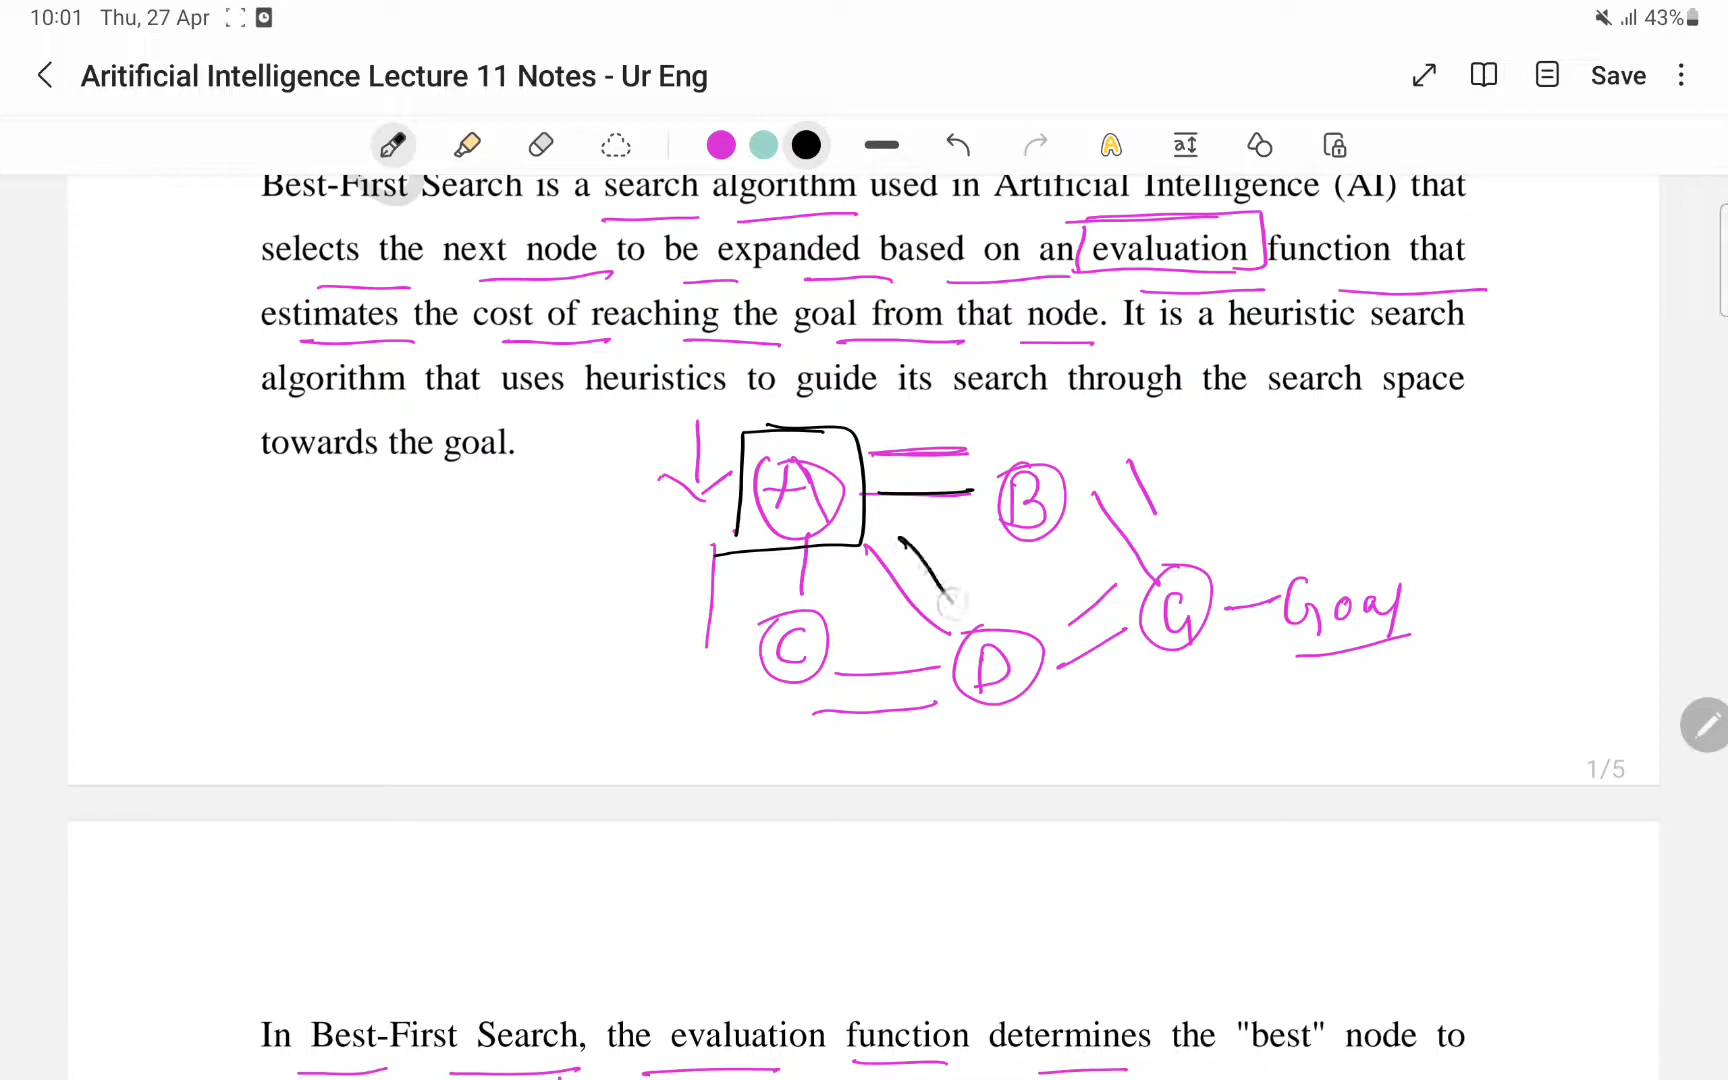 10:01 Thu, 27 Apr 43%
Aritificial Intelligence Lecture 11 Notes - Ur Eng Save
Best-First Search is a search algorithm used in Artificial Intelligence (AI) that
selects the next node to be expanded based on an evaluation function that
estimates the cost of reaching the goal from that node. It is a heuristic search
algorithm that uses heuristics to guide its search through the search space
towards the goal.
A B
G Goal
C D
1/5
In Best-First Search, the evaluation function determines the "best" node to